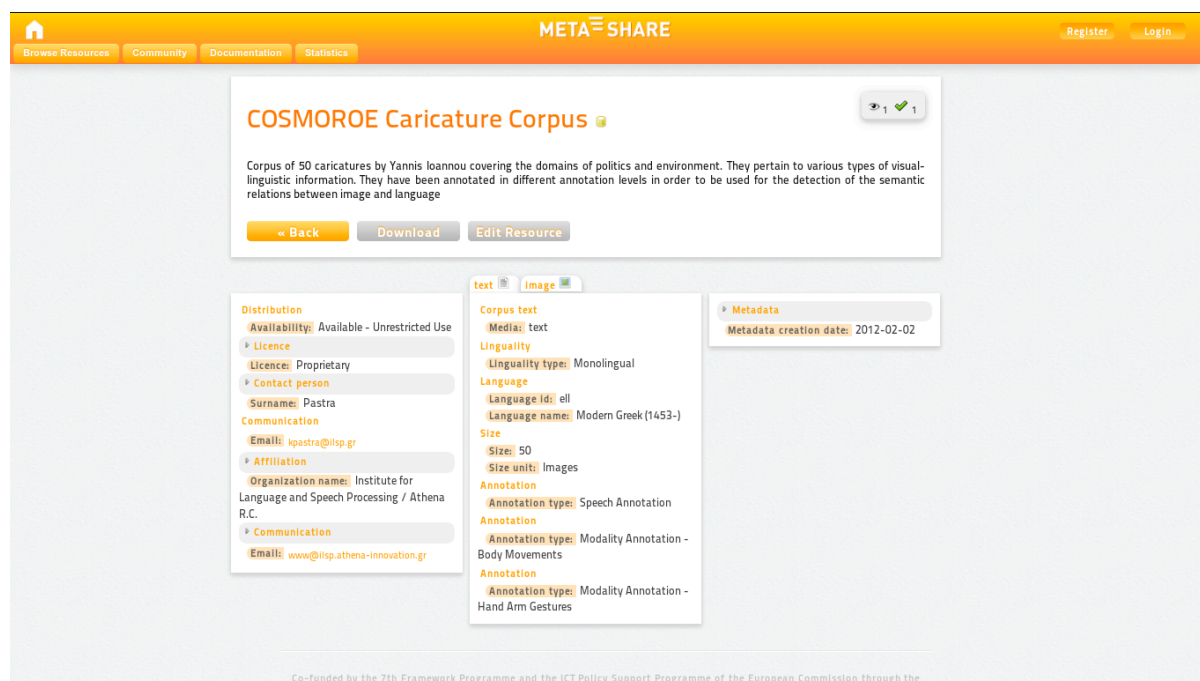 META SHARE
Register
Login
Browse Resources
Community
Documentation
Statistics
COSMOROE Caricature Corpus
1
1
Corpus of 50 caricatures by Yannis Ioannou covering the domains of politics and environment. They pertain to various types of visual-
linguistic information. They have been annotated in different annotation levels in order to be used for the detection of the semantic
relations between image and language
« Back
Download
Edit Resource
Distribution
Availability: Available - Unrestricted Use
Licence
Licence: Proprietary
Contact person
Surname: Pastra
Communication
Email: kpastra@ilsp.gr
Affiliation
Organization name: Institute for
Language and Speech Processing / Athena
R.C.
Communication
Email: www@ilsp.athena-innovation.gr
text
image
Corpus text
Media: text
Linguality
Linguality type: Monolingual
Language
Language id: ell
Language name: Modern Greek (1453-)
Size
Size: 50
Size unit: Images
Annotation
Annotation type: Speech Annotation
Annotation
Annotation type: Modality Annotation -
Body Movements
Annotation
Annotation type: Modality Annotation -
Hand Arm Gestures
Metadata
Metadata creation date: 2012-02-02
Co-funded by the 7th Framework Programme and the ICT Policy Support Programme of the European Commission through the